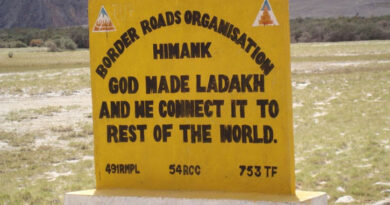 BORDER ROADS ORGANISATION
HIMANK
GOD MADE LADAKH
AND WE CONNECT IT TO
REST OF THE WORLD.
491RMPL 54RCC 753 TF